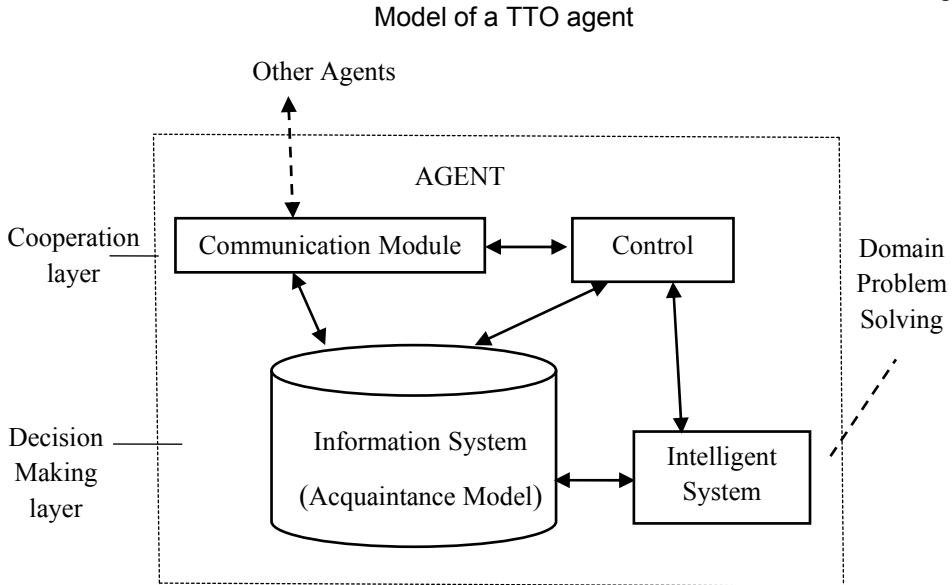 Model of a TTO agent
Other Agents
AGENT
Cooperation
layer
Communication Module
Control
Domain
Problem
Solving
Decision
Making
layer
Information System
(Acquaintance Model)
Intelligent
System